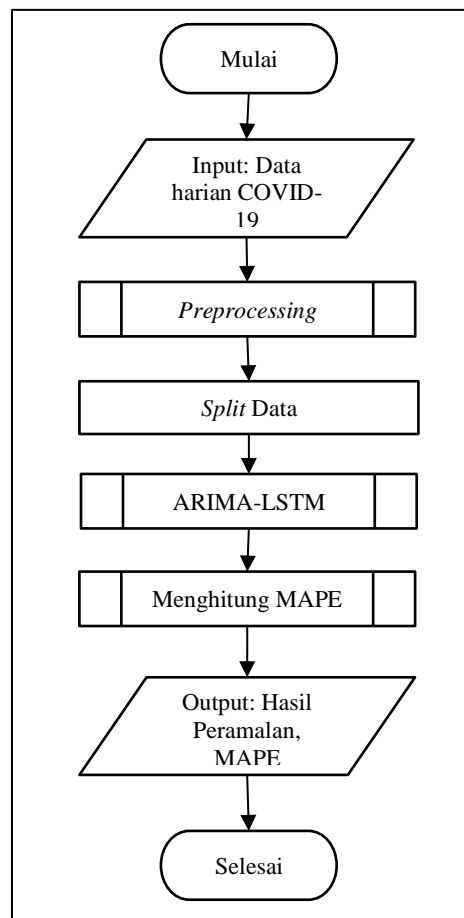 Mulai
Input: Data
harian COVID-
19
Preprocessing
Split Data
ARIMA-LSTM
Menghitung MAPE
Output: Hasil
Peramalan,
MAPE
Selesai